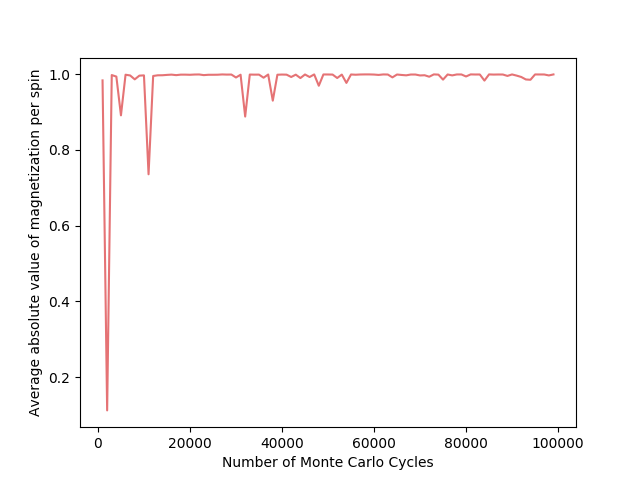 Average absolute value of magnetization per spin
1.0
0.8
0.6
0.4
0.2
0 20000 40000 60000 80000 100000
Number of Monte Carlo Cycles